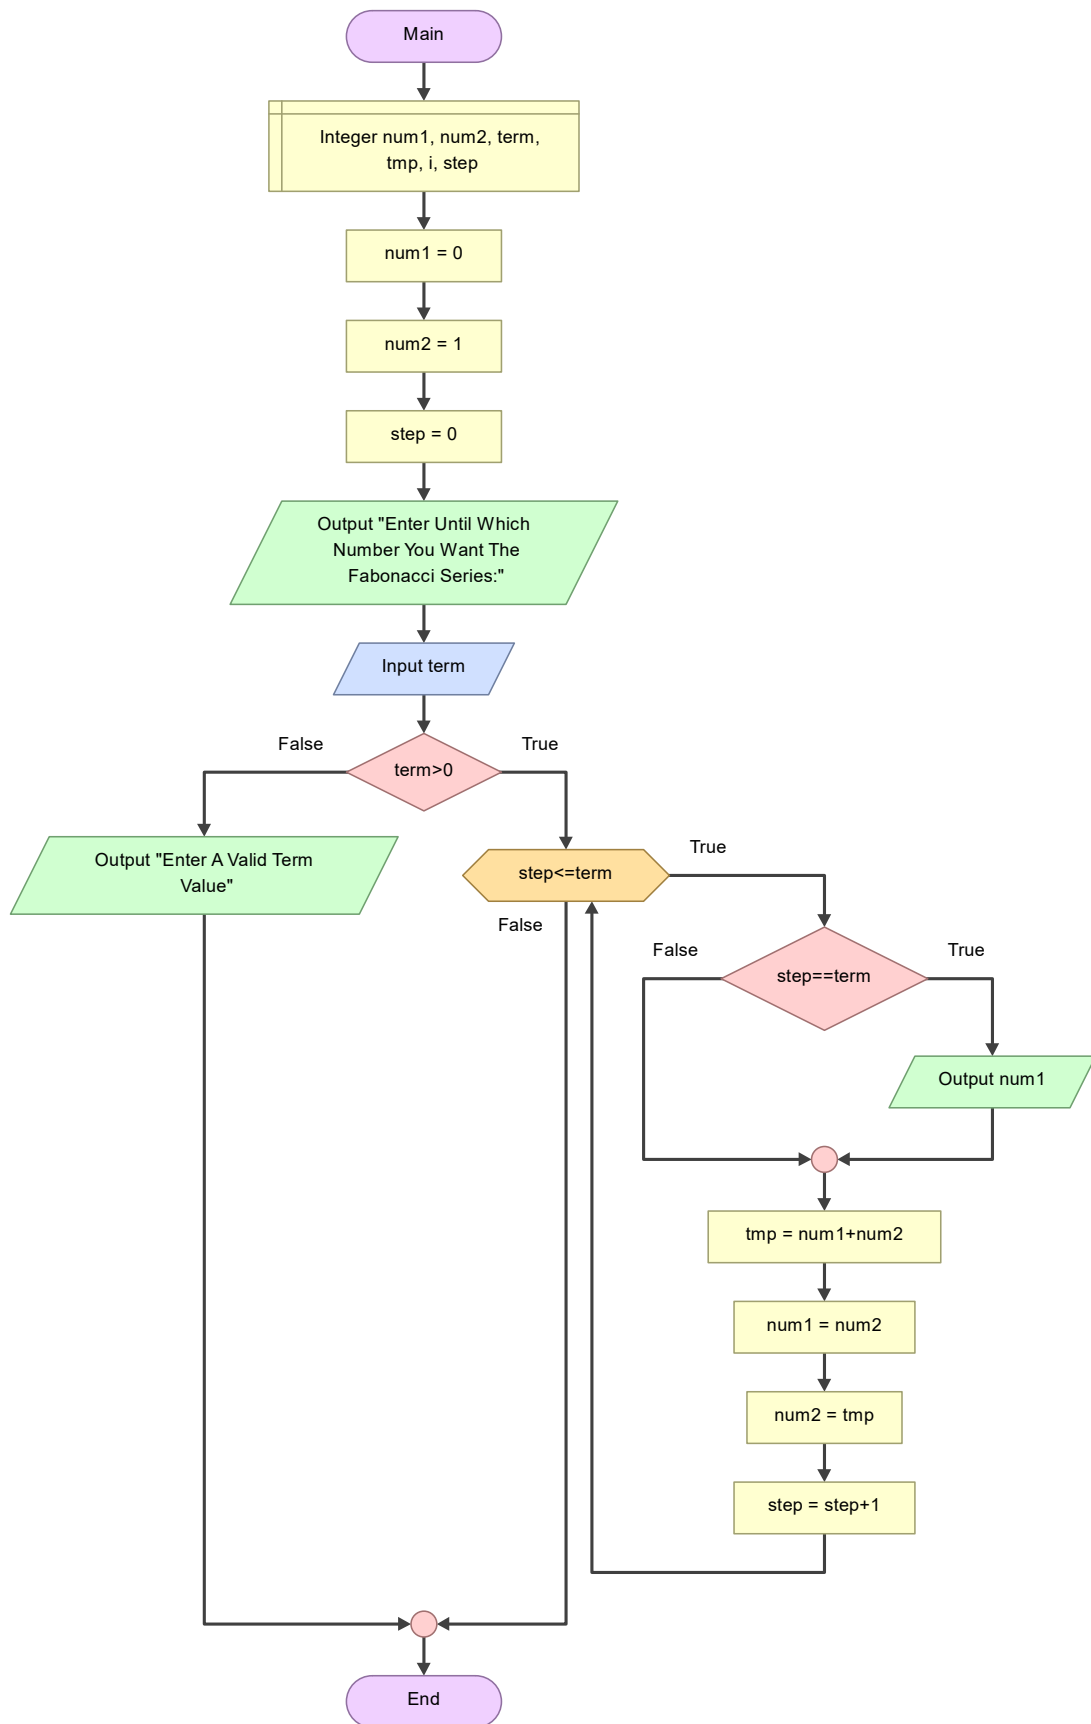 Main
Integer num1, num2, term,
tmp, i, step
num1 = 0
num2 = 1
step = 0
Output "Enter Until Which
Number You Want The
Fabonacci Series:"
Input term
False
True
term>0
Output "Enter A Valid Term
Value"
step<=term
True
False
False
True
step==term
Output num1
tmp = num1+num2
num1 = num2
num2 = tmp
step = step+1
End